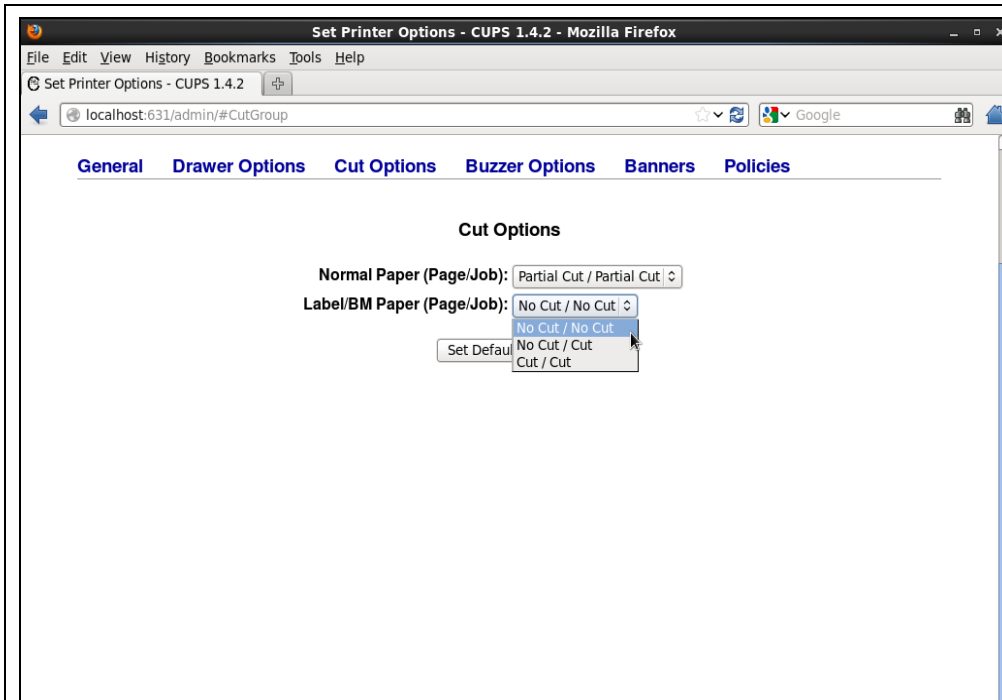 Set Printer Options - CUPS 1.4.2 - Mozilla Firefox
File Edit View History Bookmarks Tools Help
Set Printer Options - CUPS 1.4.2
localhost:631/admin/#CutGroup Google
General Drawer Options Cut Options Buzzer Options Banners Policies
Cut Options
Normal Paper (Page/Job): Partial Cut / Partial Cut
Label/BM Paper (Page/Job): No Cut / No Cut
No Cut / No Cut
Set Defau No Cut / Cut
Cut / Cut